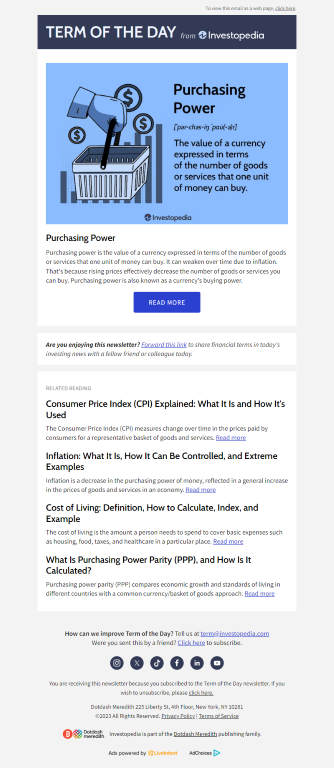 To view this email as a web page, click here.
TERM OF THE DAY from Investopedia
Purchasing
Power
The value of a currency
expressed in terms
of the number of goods
or services that one unit
of money can buy.
Investopedia
Purchasing Power
Purchasing power is the value of a currency expressed in terms of the number of goods
or services that one unit of money can buy. It can weaken over time due to inflation.
That's because rising prices effectively decrease the number of goods or services you
can buy. Purchasing power is also known as a currency's buying power.
READ MORE
Are you enjoying this newsletter? Forward this link to share financial terms in today's
investing news with a fellow friend or colleague today.
RELATED READING
Consumer Price Index (CPI) Explained: What It Is and How It's
Used
The Consumer Price Index (CPI) measures change over time in the prices paid by
consumers for a representative basket of goods and services. Read more
Inflation: What It Is, How It Can Be Controlled, and Extreme
Examples
Inflation is a decrease in the purchasing power of money, reflected in a general increase
in the prices of goods and services in an economy. Read more
Cost of Living: Definition, How to Calculate, Index, and
Example
The cost of living is the amount a person needs to spend to cover basic expenses such
as housing, food, taxes, and healthcare in a particular place. Read more
What Is Purchasing Power Parity (PPP), and How Is It
Calculated?
Purchasing power parity (PPP) compares economic growth and standards of living in
different countries with a common currency/basket of goods approach. Read more
How can we improve Term of the Day? Tell us at term@investopedia.com
Were you sent this by a friend? Click here to subscribe.
You are receiving this newsletter because you subscribed to the Term of the Day newsletter. If you
wish to unsubscribe, please click here.
Dotdash Meredith 225 Liberty St, 4th Floor, New York, NY 10281
©2023 All Rights Reserved. Privacy Policy | Terms of Service
Dotdash
meredith
Investopedia is part of the Dotdash Meredith publishing family.
Ads powered by LiveIntent AdChoices